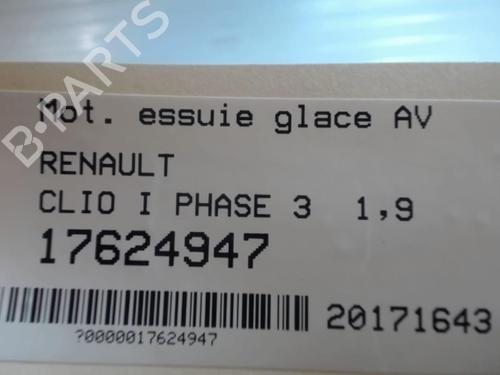 Mot. essuie glace AV
RENAULT
CLIO I PHASE 3 1,9
17624947
20171643
?0000017624947
B-PARTS